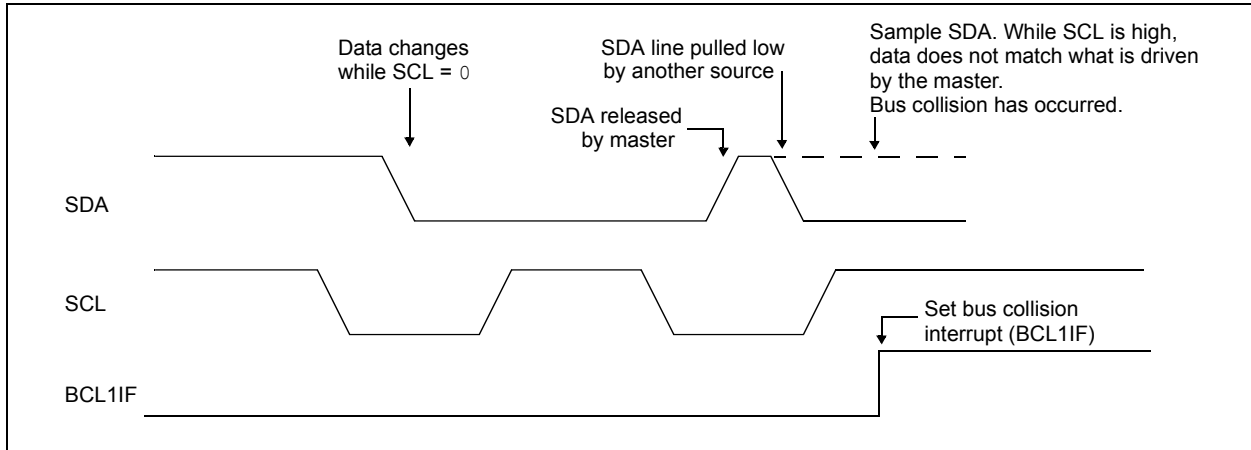 Data changes
while SCL = 0
SDA line pulled low
by another source
Sample SDA. While SCL is high,
data does not match what is driven
by the master.
Bus collision has occurred.
SDA released
by master
SDA
SCL
Set bus collision
interrupt (BCL1IF)
BCL1IF